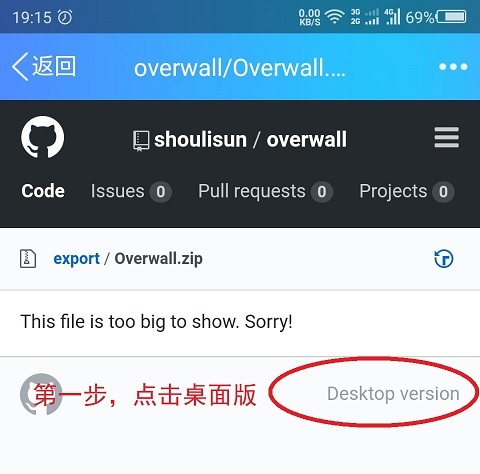 19:15 0.00 KB/S 3G 2G 4G 69%
返回 overwall/Overwall.... •••
shoulisun / overwall
Code Issues 0 Pull requests 0 Projects 0
export / Overwall.zip
This file is too big to show. Sorry!
第一步，点击桌面版 Desktop version